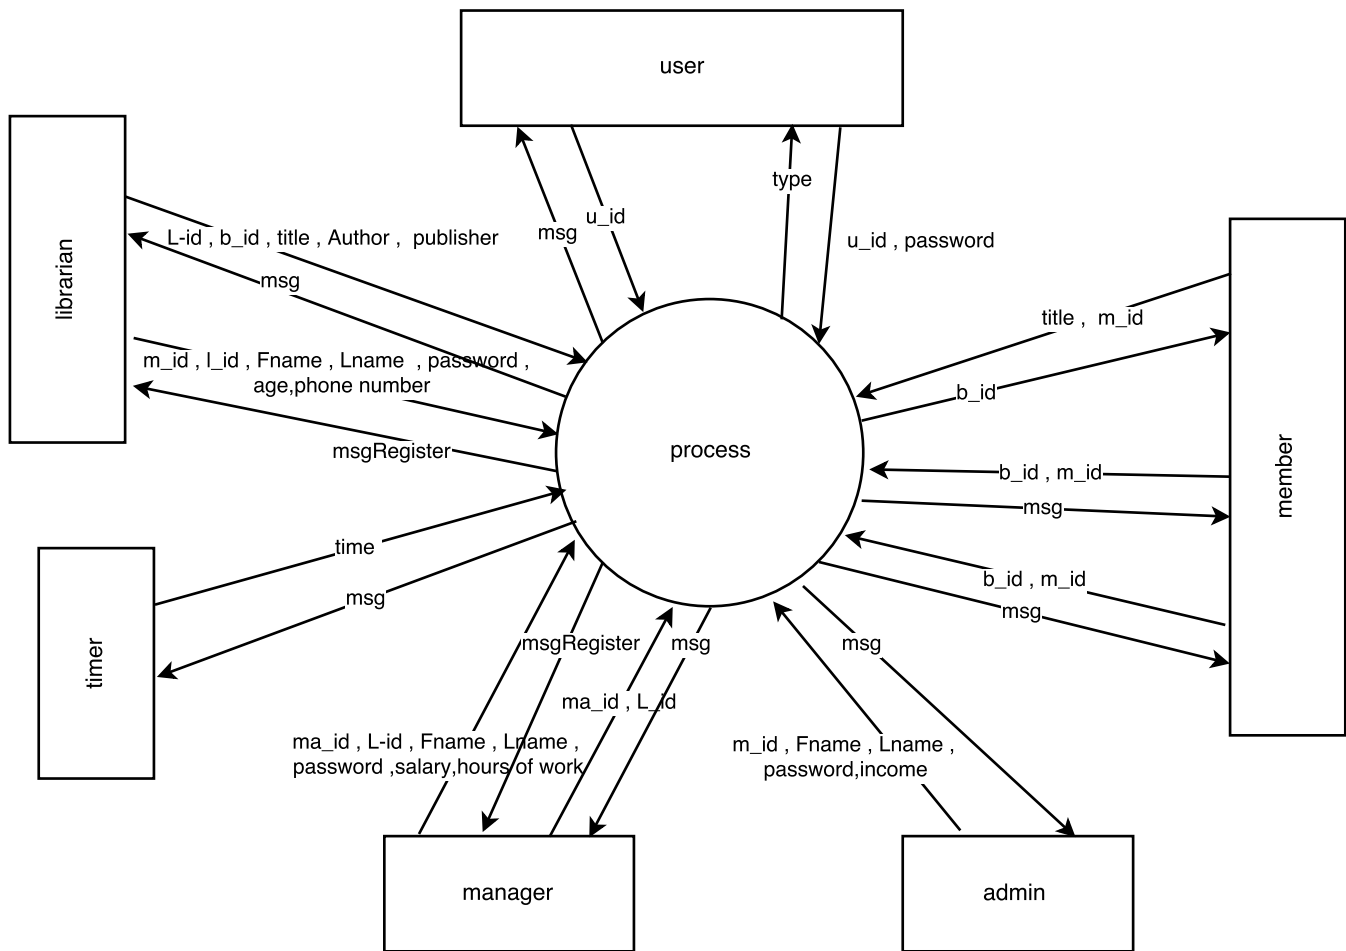 user
type
u_id
msg
u_id , password
L-id , b_id , title , Author ,  publisher
msg
librarian
title ,  m_id
m_id , l_id , Fname , Lname  , password ,
age,phone number
b_id
msgRegister
process
member
b_id , m_id
msg
time
b_id , m_id
msg
msg
timer
msgRegister
msg
msg
ma_id , L_id
ma_id , L-id , Fname , Lname ,
password ,salary,hours of work
m_id , Fname , Lname ,
password,income
manager
admin